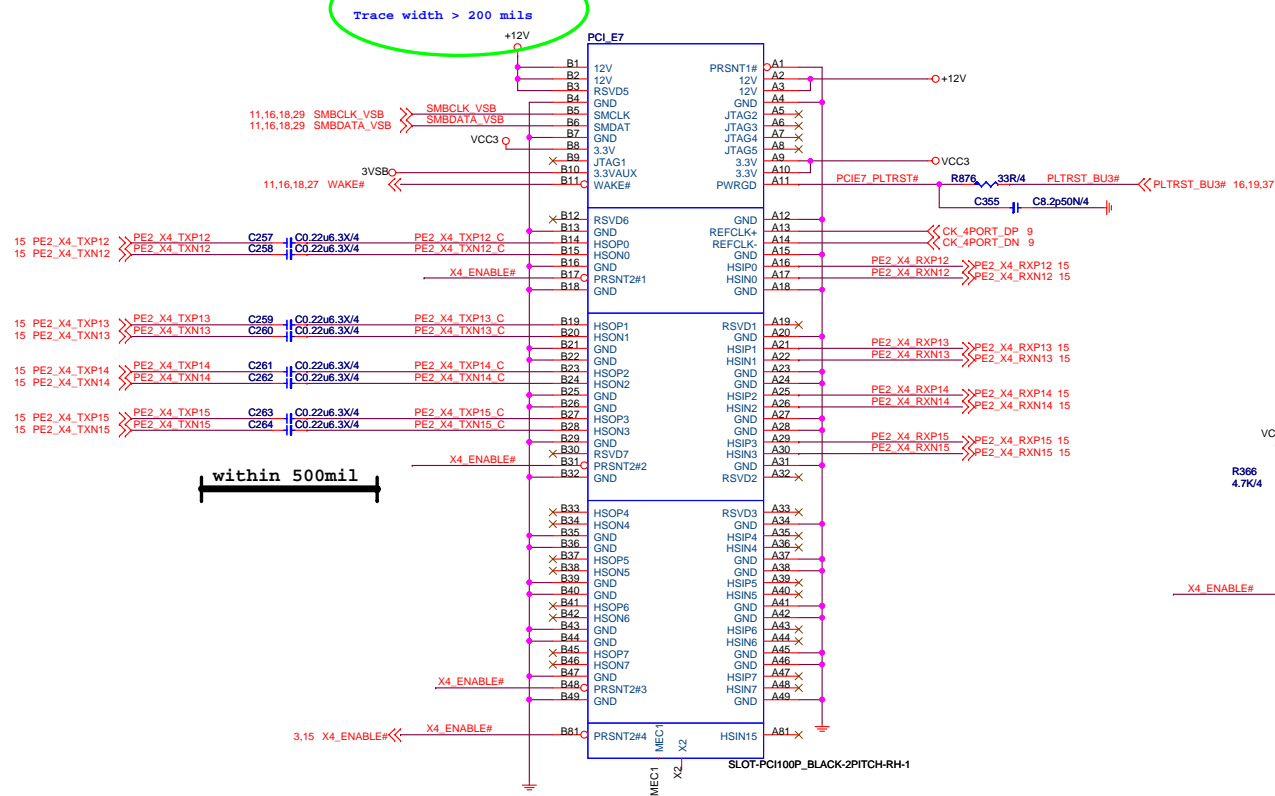 Trace width > 200 mils
+12V
PCI_E7
B1 12V PRSNT1# A1
B2 12V 12V A2 +12V
B3 RSVD5 12V A3
B4 GND GND A4
11,16,18,29 SMBCLK_VSB SMBCLK_VSB B5 SMCLK JTAG2 A5
11,16,18,29 SMBDATA_VSB SMBDATA_VSB B6 SMDAT JTAG3 A6
B7 GND JTAG4 A7
VCC3 B8 3.3V JTAG5 A8
B9 JTAG1 3.3V A9 VCC3
3VSB B10 3.3VAUX 3.3V A10
11,16,18,27 WAKE# B11 WAKE# PWRGD A11 PCIE7_PLTRST# R876 33R/4 PLTRST_BU3# PLTRST_BU3# 16,19,37
C355 C8.2p50N/4
B12 RSVD6 GND A12
B13 GND REFCLK+ A13 CK_4PORT_DP 9
15 PE2_X4_TXP12 PE2_X4_TXP12 C257 C0.22u6.3X/4 PE2_X4_TXP12_C B14 HSOP0 REFCLK- A14 CK_4PORT_DN 9
15 PE2_X4_TXN12 PE2_X4_TXN12 C258 C0.22u6.3X/4 PE2_X4_TXN12_C B15 HSON0 GND A15
B16 GND HSIP0 A16 PE2_X4_RXP12 PE2_X4_RXP12 15
X4_ENABLE# B17 PRSNT2#1 HSIN0 A17 PE2_X4_RXN12 PE2_X4_RXN12 15
B18 GND GND A18
15 PE2_X4_TXP13 PE2_X4_TXP13 C259 C0.22u6.3X/4 PE2_X4_TXP13_C B19 HSOP1 RSVD1 A19
15 PE2_X4_TXN13 PE2_X4_TXN13 C260 C0.22u6.3X/4 PE2_X4_TXN13_C B20 HSON1 GND A20
B21 GND HSIP1 A21 PE2_X4_RXP13 PE2_X4_RXP13 15
B22 GND HSIN1 A22 PE2_X4_RXN13 PE2_X4_RXN13 15
15 PE2_X4_TXP14 PE2_X4_TXP14 C261 C0.22u6.3X/4 PE2_X4_TXP14_C B23 HSOP2 GND A23
15 PE2_X4_TXN14 PE2_X4_TXN14 C262 C0.22u6.3X/4 PE2_X4_TXN14_C B24 HSON2 GND A24
B25 GND HSIP2 A25 PE2_X4_RXP14 PE2_X4_RXP14 15
B26 GND HSIN2 A26 PE2_X4_RXN14 PE2_X4_RXN14 15
15 PE2_X4_TXP15 PE2_X4_TXP15 C263 C0.22u6.3X/4 PE2_X4_TXP15_C B27 HSOP3 GND A27
15 PE2_X4_TXN15 PE2_X4_TXN15 C264 C0.22u6.3X/4 PE2_X4_TXN15_C B28 HSON3 GND A28
B29 GND HSIP3 A29 PE2_X4_RXP15 PE2_X4_RXP15 15
B30 RSVD7 HSIN3 A30 PE2_X4_RXN15 PE2_X4_RXN15 15
X4_ENABLE# B31 PRSNT2#2 GND A31
B32 GND RSVD2 A32
VC
R366
4.7K/4
within 500mil
B33 HSOP4 RSVD3 A33
B34 HSON4 GND A34
B35 GND HSIP4 A35
B36 GND HSIN4 A36
B37 HSOP5 GND A37
B38 HSON5 GND A38
B39 GND HSIP5 A39
B40 GND HSIN5 A40
X4_ENABLE#
B41 HSOP6 GND A41
B42 HSON6 GND A42
B43 GND HSIP6 A43
B44 GND HSIN6 A44
B45 HSOP7 GND A45
B46 HSON7 GND A46
B47 GND HSIP7 A47
X4_ENABLE# B48 PRSNT2#3 HSIN7 A48
B49 GND GND A49
3,15 X4_ENABLE# X4_ENABLE# B81 PRSNT2#4 HSIN15 A81
MEC1 X2
MEC1 X2
SLOT-PCI100P_BLACK-2PITCH-RH-1